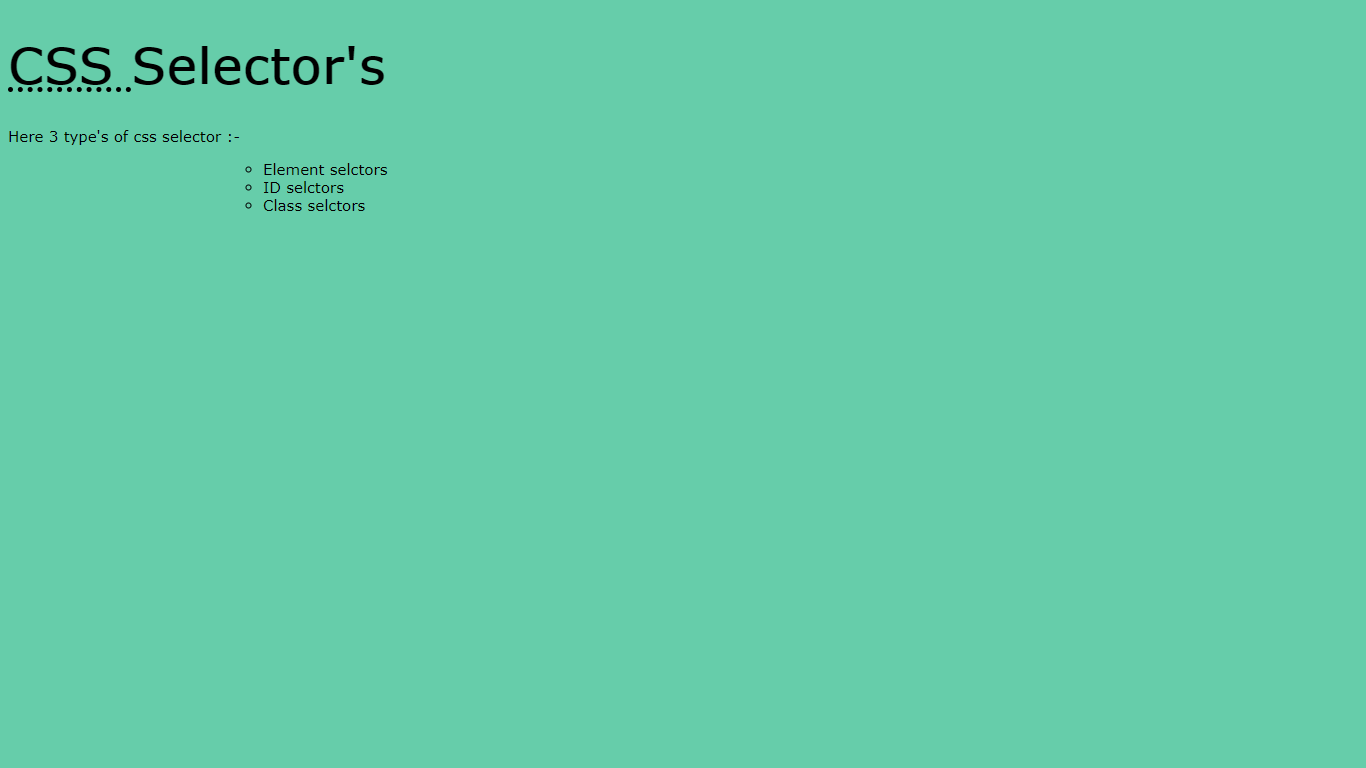 CSS Selector's
Here 3 type's of css selector :-
Element selctors
ID selctors
Class selctors